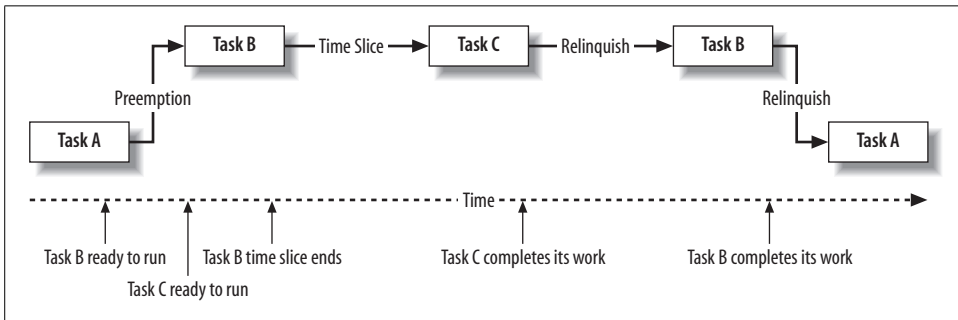 Task B
Time Slice
Task C
Relinquish
Task B
Preemption
Relinquish
Task A
Task A
Time
Task B ready to run
Task B time slice ends
Task C completes its work
Task B completes its work
Task C ready to run